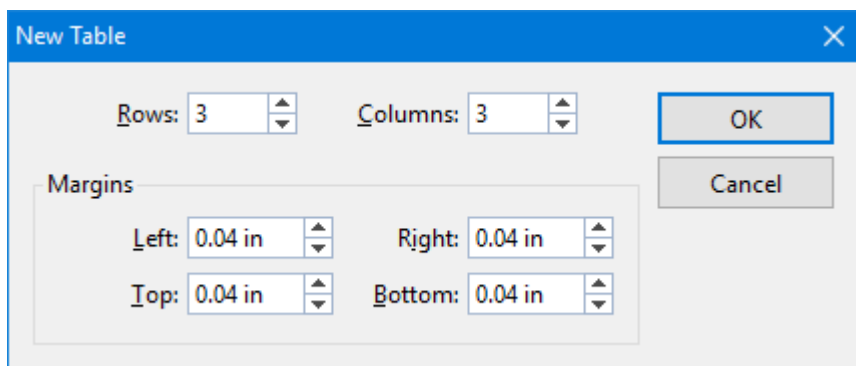 New Table
Rows: 3 Columns: 3 OK
Cancel
Margins
Left: 0.04 in Right: 0.04 in
Top: 0.04 in Bottom: 0.04 in